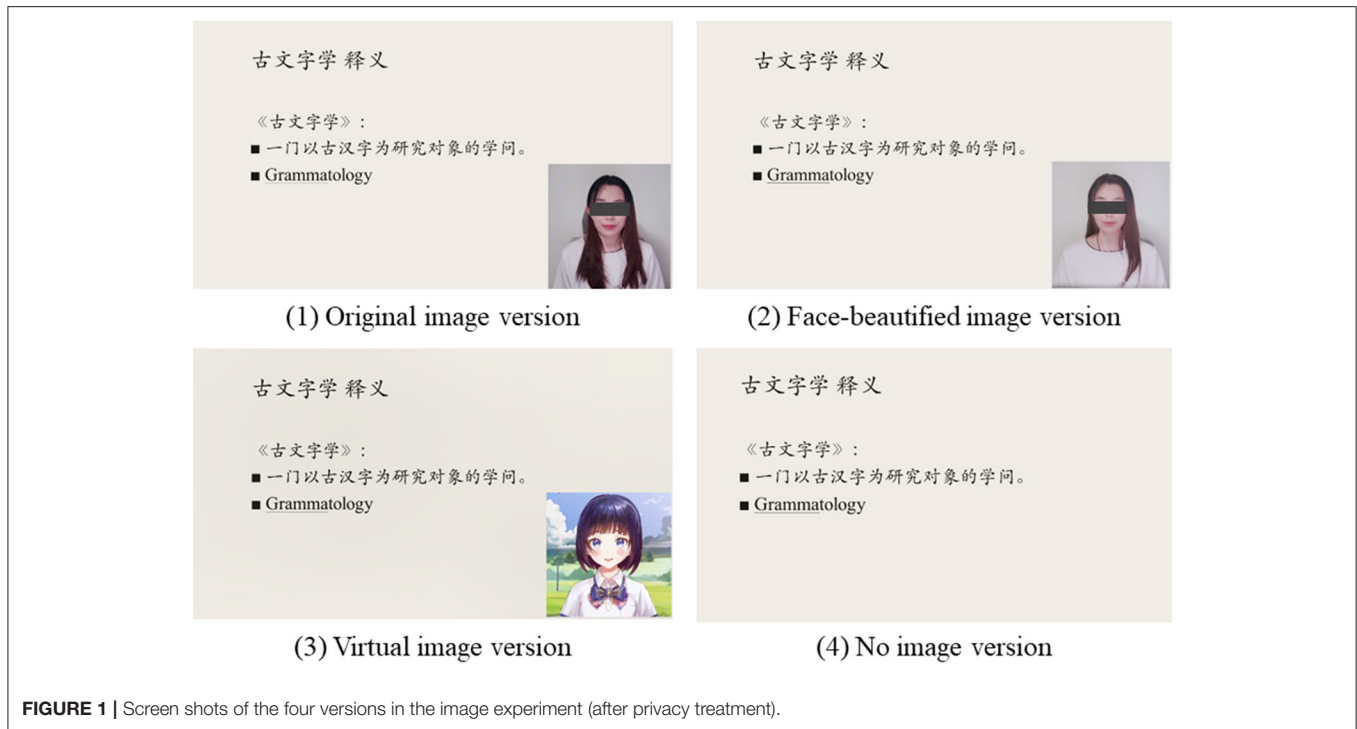 古文字学 释义
《古文字学》:
■ 一门以古汉字为研究对象的学问。
■ Grammatology
(1) Original image version
古文字学 释义
《古文字学》:
■ 一门以古汉字为研究对象的学问。
■ Grammatology
(2) Face-beautified image version
古文字学 释义
《古文字学》:
■ 一门以古汉字为研究对象的学问。
■ Grammatology
(3) Virtual image version
古文字学 释义
《古文字学》:
■ 一门以古汉字为研究对象的学问。
■ Grammatology
(4) No image version
FIGURE 1 | Screen shots of the four versions in the image experiment (after privacy treatment).